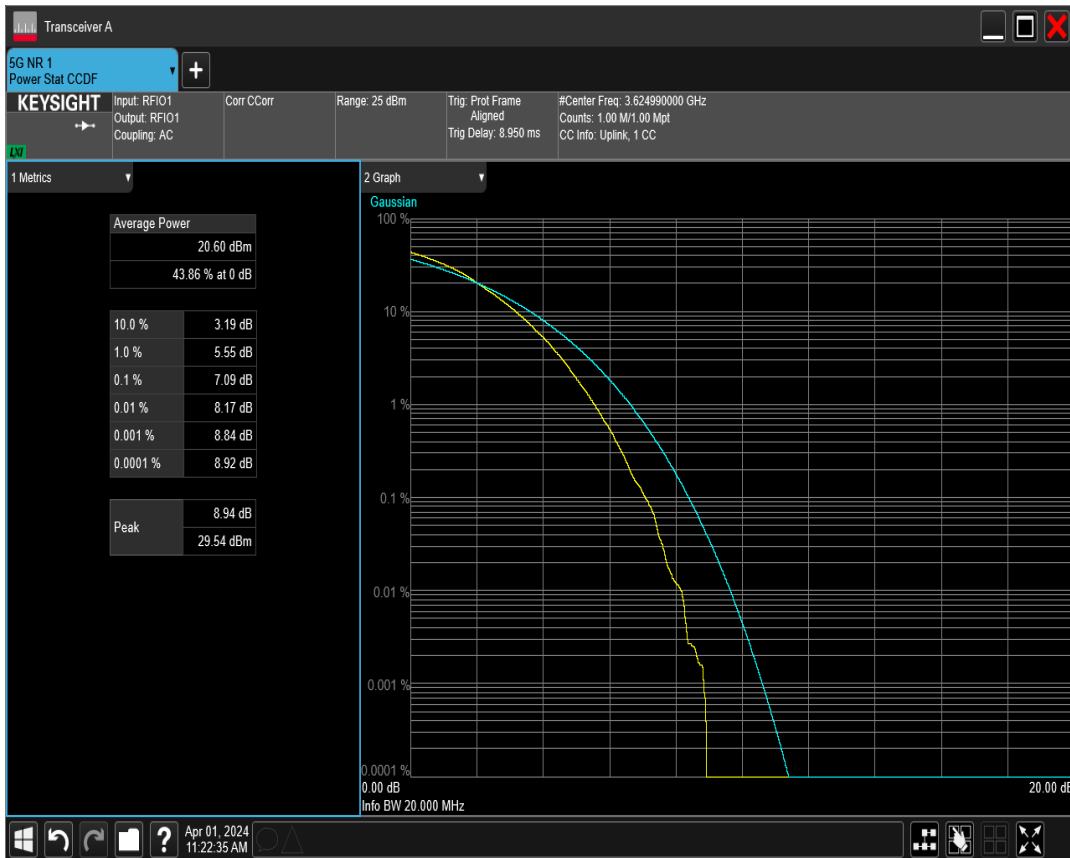 Transceiver A
5G NR 1
Power Stat CCDF
+
KEYSIGHT
LXI
Input: RFIO1
Output: RFIO1
Coupling: AC
Corr CCorr
Range: 25 dBm
Trig: Prot Frame
Aligned
Trig Delay: 8.950 ms
#Center Freq: 3.624990000 GHz
Counts: 1.00 M/1.00 Mpt
CC Info: Uplink, 1 CC
1 Metrics
Average Power
20.60 dBm
43.86 % at 0 dB
10.0 % 3.19 dB
1.0 % 5.55 dB
0.1 % 7.09 dB
0.01 % 8.17 dB
0.001 % 8.84 dB
0.0001 % 8.92 dB
Peak 8.94 dB
29.54 dBm
2 Graph
Gaussian
100 %
10 %
1 %
0.1 %
0.01 %
0.001 %
0.0001 %
0.00 dB 20.00 dB
Info BW 20.000 MHz
? Apr 01, 2024
11:22:35 AM